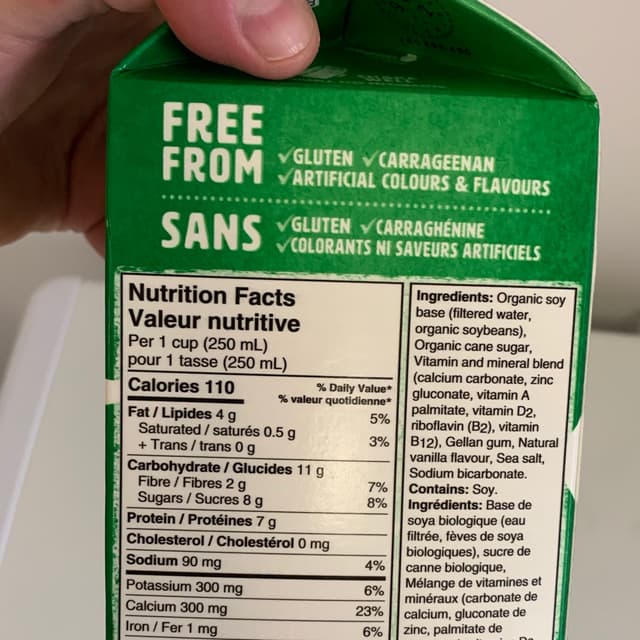 FREE FROM
✓GLUTEN ✓CARRAGEENAN
✓ARTIFICIAL COLOURS & FLAVOURS
SANS
✓GLUTEN ✓CARRAGHÉNINE
✓COLORANTS NI SAVEURS ARTIFICIELS
Nutrition Facts
Valeur nutritive
Per 1 cup (250 mL)
pour 1 tasse (250 mL)
Calories 110
% Daily Value*
% valeur quotidienne*
Fat / Lipides 4 g 5%
Saturated / saturés 0.5 g
+ Trans / trans 0 g 3%
Carbohydrate / Glucides 11 g
Fibre / Fibres 2 g 7%
Sugars / Sucres 8 g 8%
Protein / Protéines 7 g
Cholesterol / Cholestérol 0 mg
Sodium 90 mg 4%
Potassium 300 mg 6%
Calcium 300 mg 23%
Iron / Fer 1 mg 6%
Ingredients: Organic soy
base (filtered water,
organic soybeans),
Organic cane sugar,
Vitamin and mineral blend
(calcium carbonate, zinc
gluconate, vitamin A
palmitate, vitamin D2,
riboflavin (B2), vitamin
B12), Gellan gum, Natural
vanilla flavour, Sea salt,
Sodium bicarbonate.
Contains: Soy.
Ingrédients: Base de
soya biologique (eau
filtrée, fèves de soya
biologiques), sucre de
canne biologique,
Mélange de vitamines et
minéraux (carbonate de
calcium, gluconate de
zinc, palmitate de